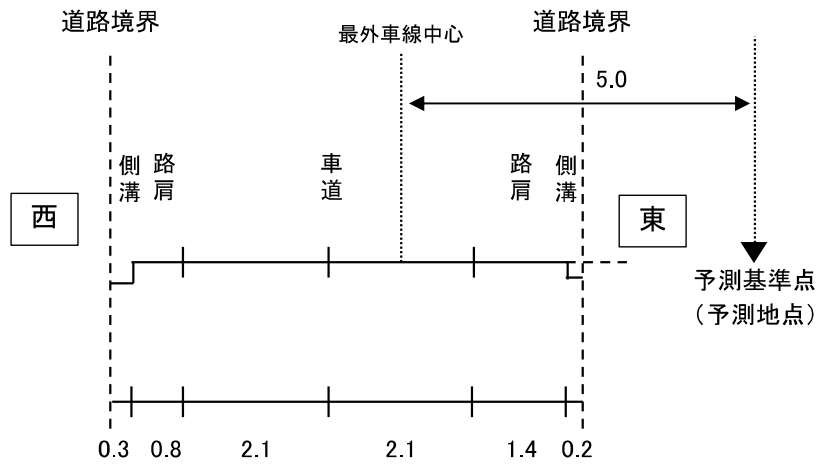 道路境界
最外車線中心
道路境界
5.0
側溝
路肩
車道
路肩
側溝
西
東
予測基準点
（予測地点）
0.3 0.8 2.1 2.1 1.4 0.2